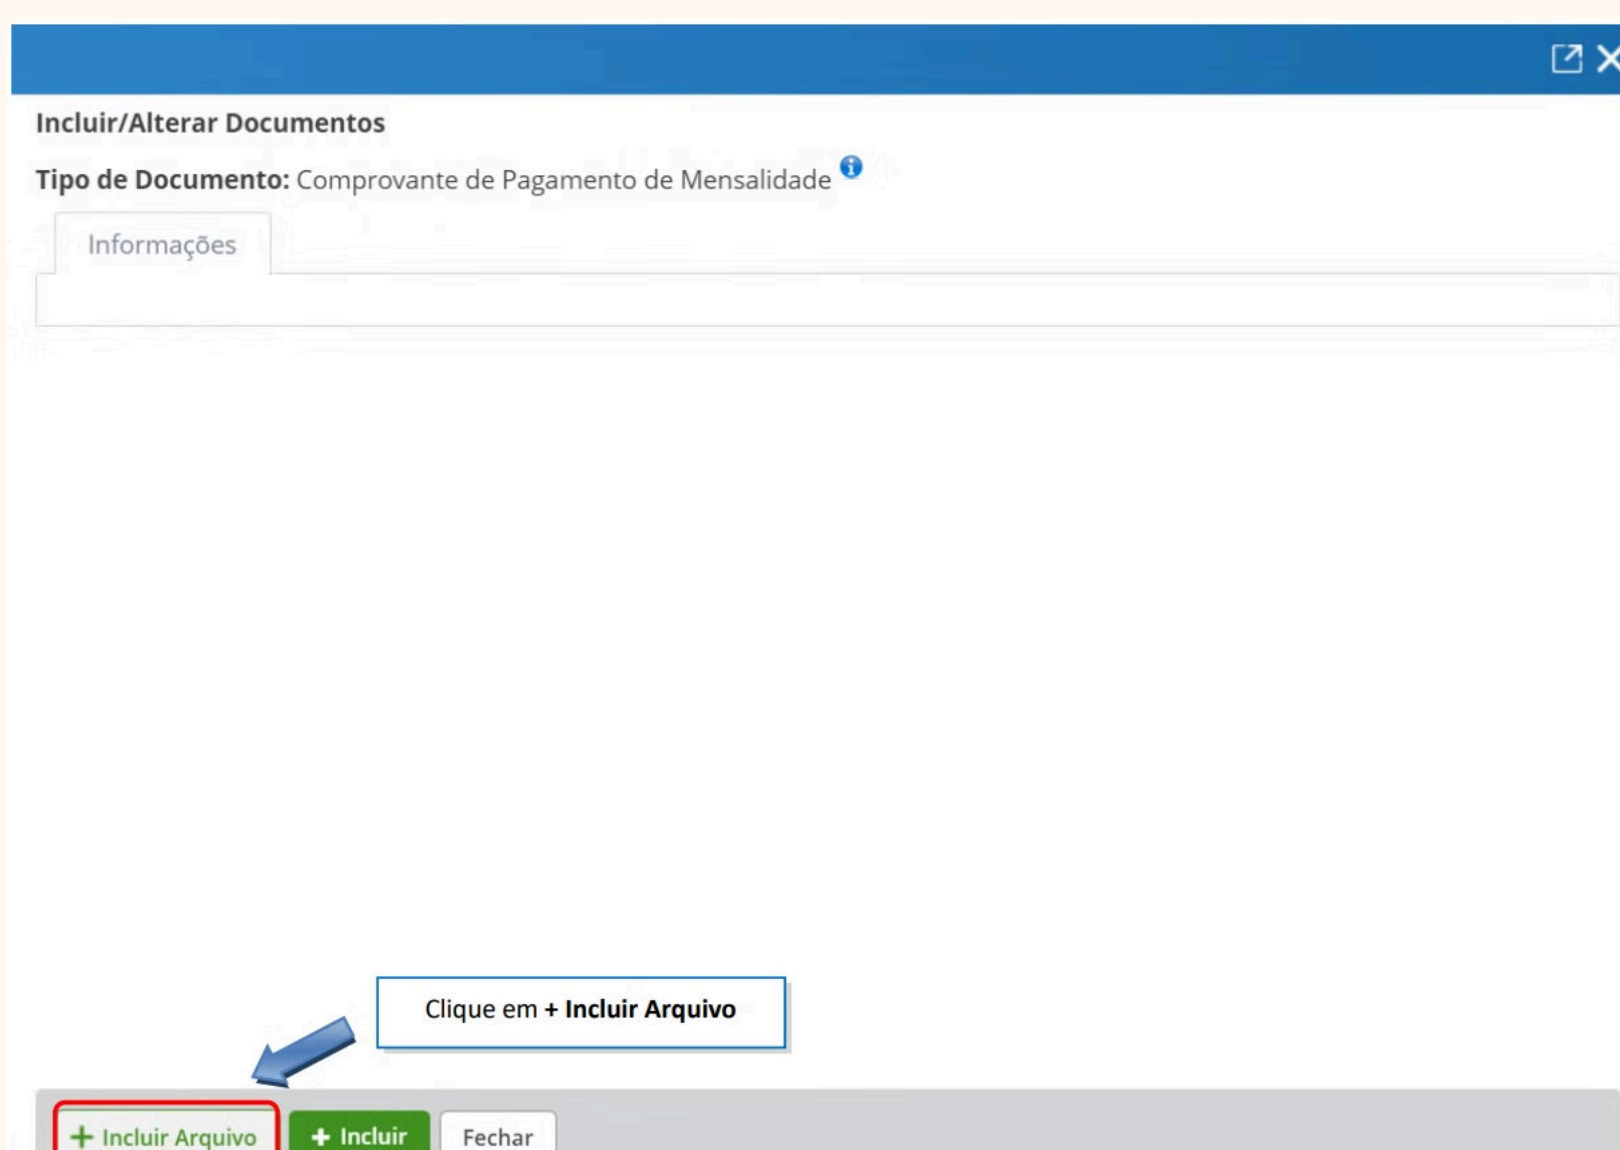 Incluir/Alterar Documentos
Tipo de Documento: Comprovante de Pagamento de Mensalidade
Informações
Clique em + Incluir Arquivo
+ Incluir Arquivo
+ Incluir
Fechar